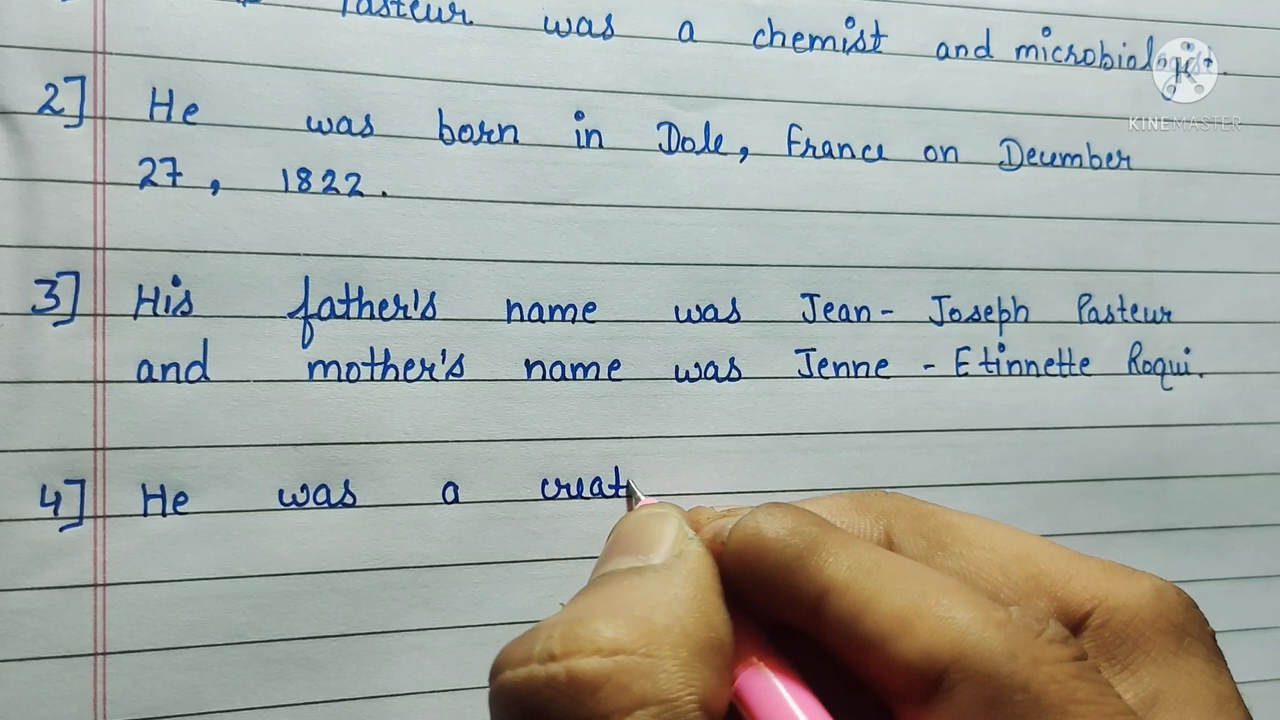 Pasteur was a chemist and microbiologist.
2] He was born in Dole, France on December
27, 1822.
3] His father's name was Jean- Joseph Pasteur
and mother's name was Jenne - Etinnette Roqui.
4] He was a creat
KINEMASTER